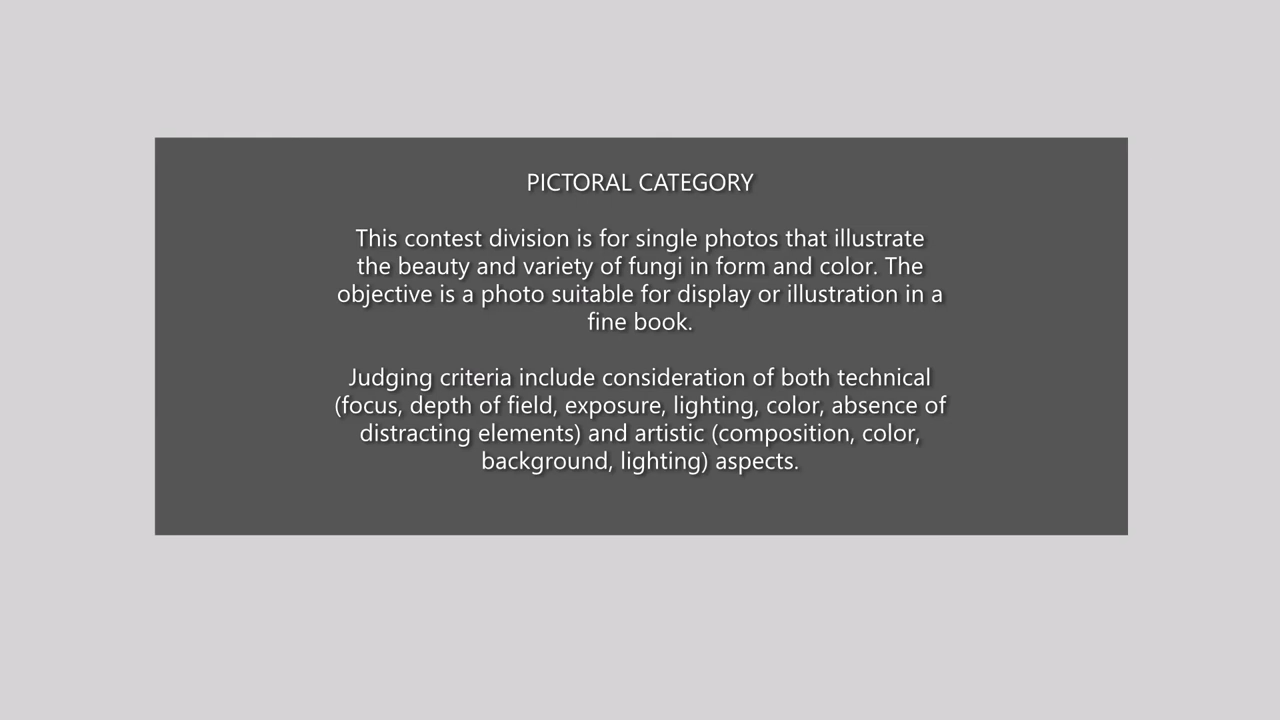 PICTORAL CATEGORY
This contest division is for single photos that illustrate
the beauty and variety of fungi in form and color. The
objective is a photo suitable for display or illustration in a
fine book.
Judging criteria include consideration of both technical
(focus, depth of field, exposure, lighting, color, absence of
distracting elements) and artistic (composition, color,
background, lighting) aspects.